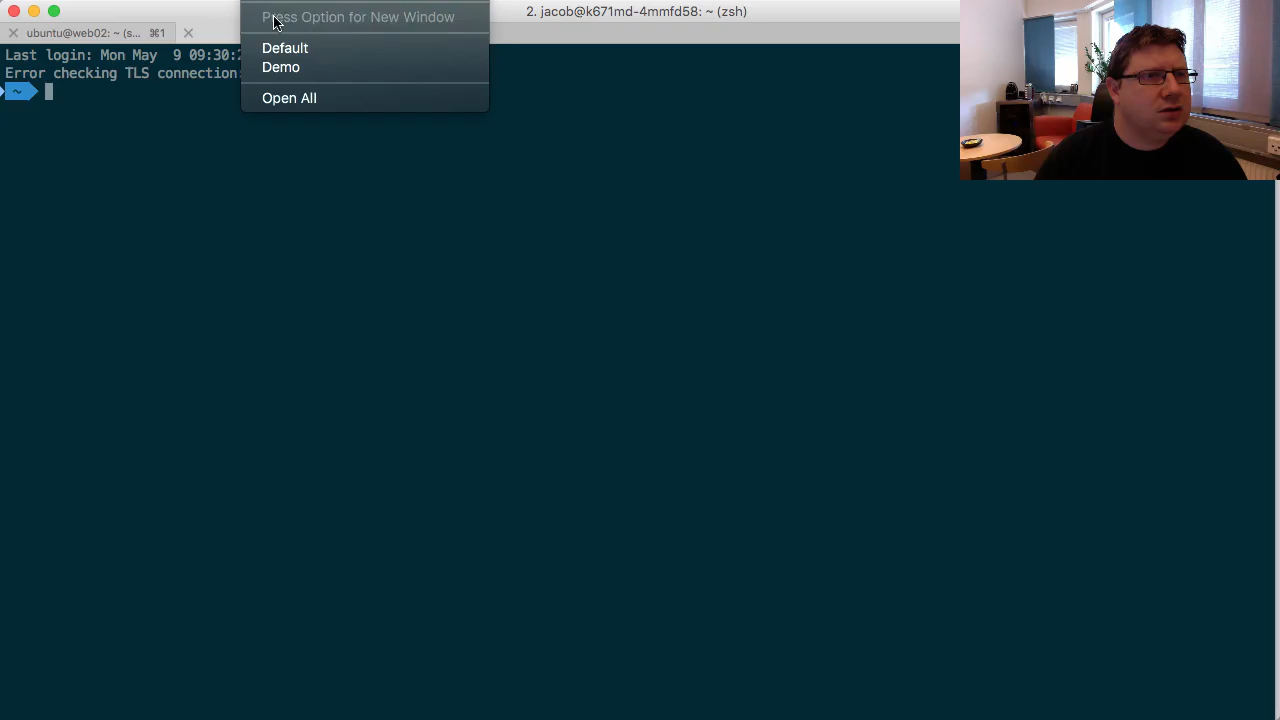 Press Option for New Window
2. jacob@k671md-4mmfd58: ~ (zsh)
ubuntu@web02: ~ (s... ⌘1
Last login: Mon May 9 09:30:
Error checking TLS connection
Default
Demo
Open All
~